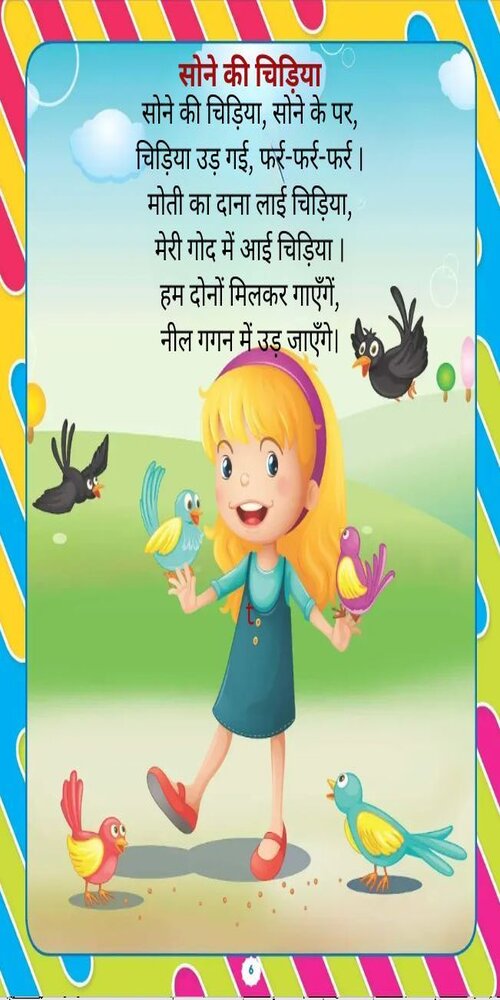 सोने की चिड़िया
सोने की चिड़िया, सोने के पर,
चिड़िया उड़ गई, फर्र-फर्र-फर्र ।
मोती का दाना लाई चिड़िया,
मेरी गोद में आई चिड़िया ।
हम दोनों मिलकर गाएँगें,
नील गगन में उड़ जाएँगे।
t
6